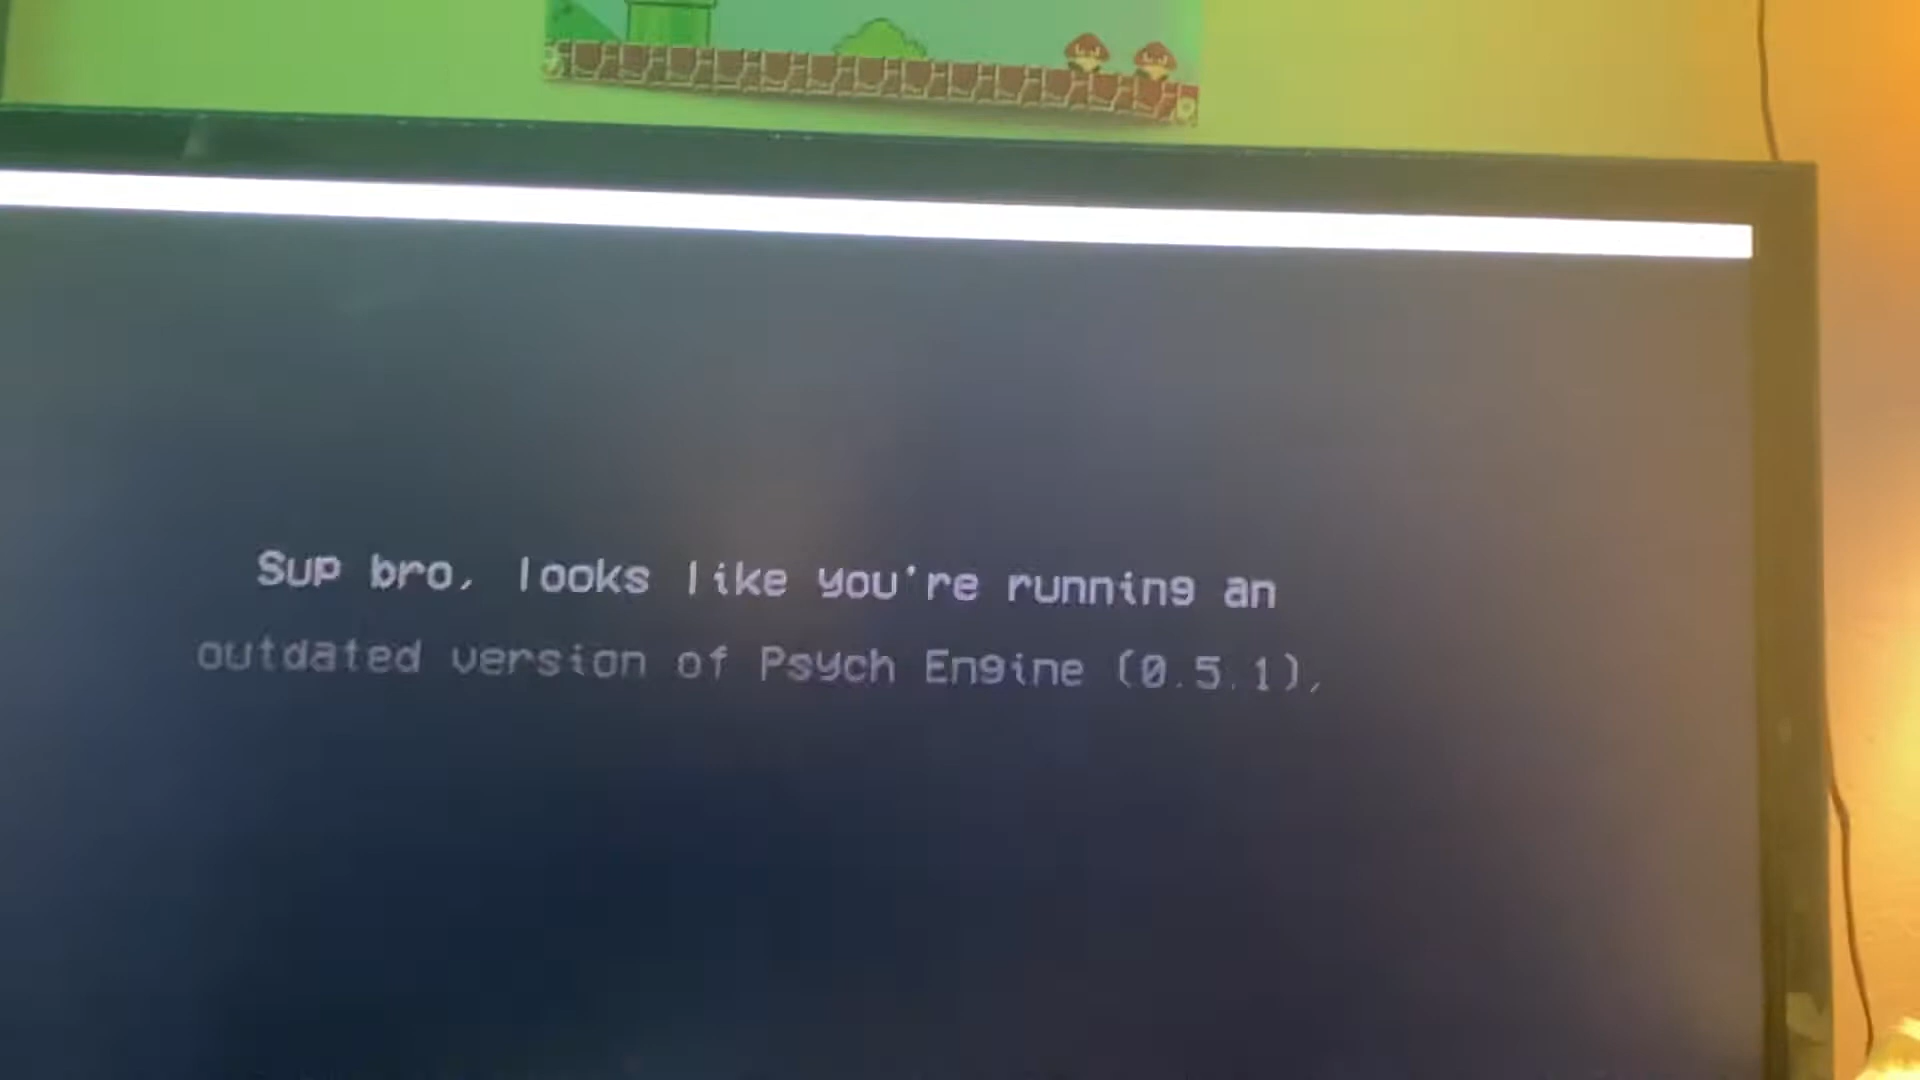 Sup bro, looks like you're running an
outdated version of Psych Engine (0.5.1),